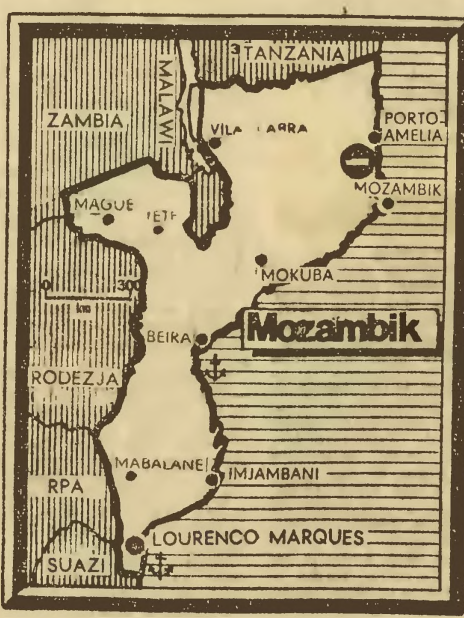 TANZANIA
MALAWI
ZAMBIA
VILA
PORTO-
AMELIA
MOZAMBIK
MAGUE
TETE
MOKUBA
0 300
km
Mozambik
BEIRA
RODEZJA
MABALANE
IMJAMBANI
RPA
LOURENCO MARQUES
SUAZI